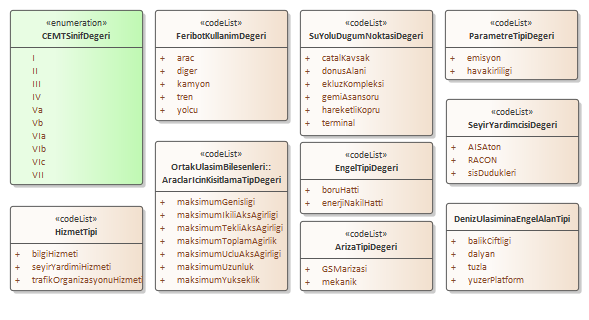 «enumeration»
CEMTSinifDegeri
I
II
III
IV
Va
Vb
VIa
VIb
VIc
VII
«codeList»
HizmetTipi
+ bilgiHizmeti
+ seyirYardimiHizmeti
+ trafikOrganizasyonuHizmet
«codeList»
FeribotKullanimDegeri
+ arac
+ diger
+ kamyon
+ tren
+ yolcu
«codeList»
OrtakUlasimBilesenleri::
AraclarIcinKisitlamaTipDegeri
+ maksimumGenisligi
+ maksimumIkiliAksAgirligi
+ maksimumTekliAksAgirligi
+ maksimumToplamAgirlik
+ maksimumUcluAksAgirligi
+ maksimumUzunluk
+ maksimumYukseklik
«codeList»
SuYoluDugumNoktasiDegeri
+ catalKavsak
+ donusAlani
+ ekluzKompleksi
+ gemiAsansoru
+ hareketliKopru
+ terminal
«codeList»
EngelTipiDegeri
+ boruHatti
+ enerjiNakilHatti
«codeList»
ArizaTipiDegeri
+ GSMarizasi
+ mekanik
«codeList»
ParametreTipiDegeri
+ emisyon
+ havakirliligi
«codeList»
SeyirYardimcisiDegeri
+ AISAton
+ RACON
+ sisDudukleri
DenizUlasiminaEngelAlanTipi
+ balikCiftligi
+ dalyan
+ tuzla
+ yuzerPlatform